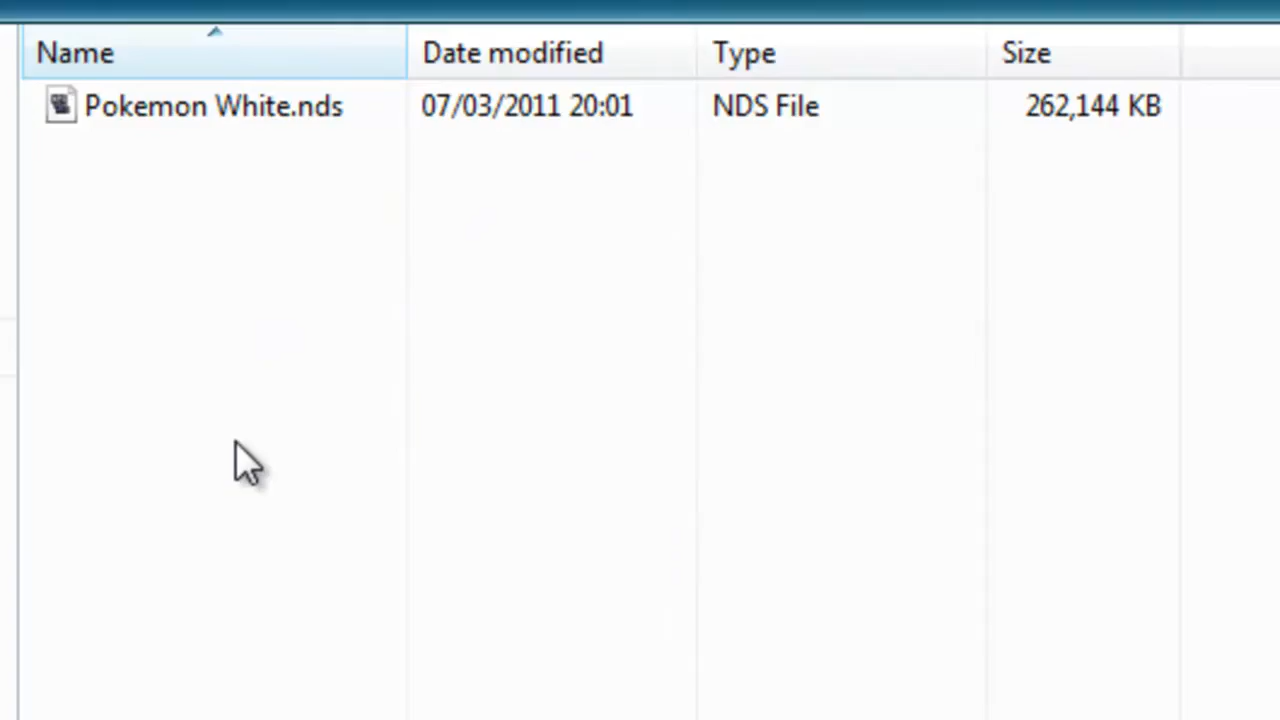 Name Date modified Type Size
Pokemon White.nds 07/03/2011 20:01 NDS File 262,144 KB